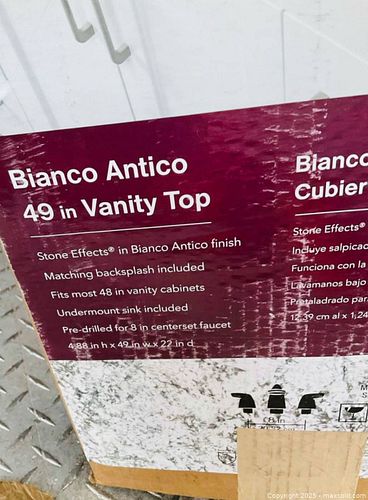 Bianco Antico
49 in Vanity Top
Stone Effects® in Bianco Antico finish
Matching backsplash included
Fits most 48 in vanity cabinets
Undermount sink included
Pre-drilled for 8 in centerset faucet
4.88 in h x 49 in w x 22 in d
Bianco
Cubier
Stone Effects®
Incluye salpicad
Funciona con la
Lavamanos bajo
Pretaladrado para
12,39 cm al x 1,24
8 in
M
S
Copyright 2025 - maxsold.com